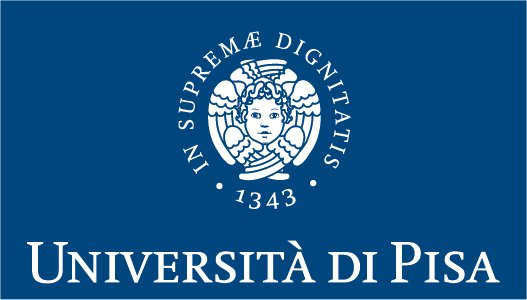 IN SUPREMÆ DIGNITATIS
· 1343 ·
UNIVERSITÀ DI PISA